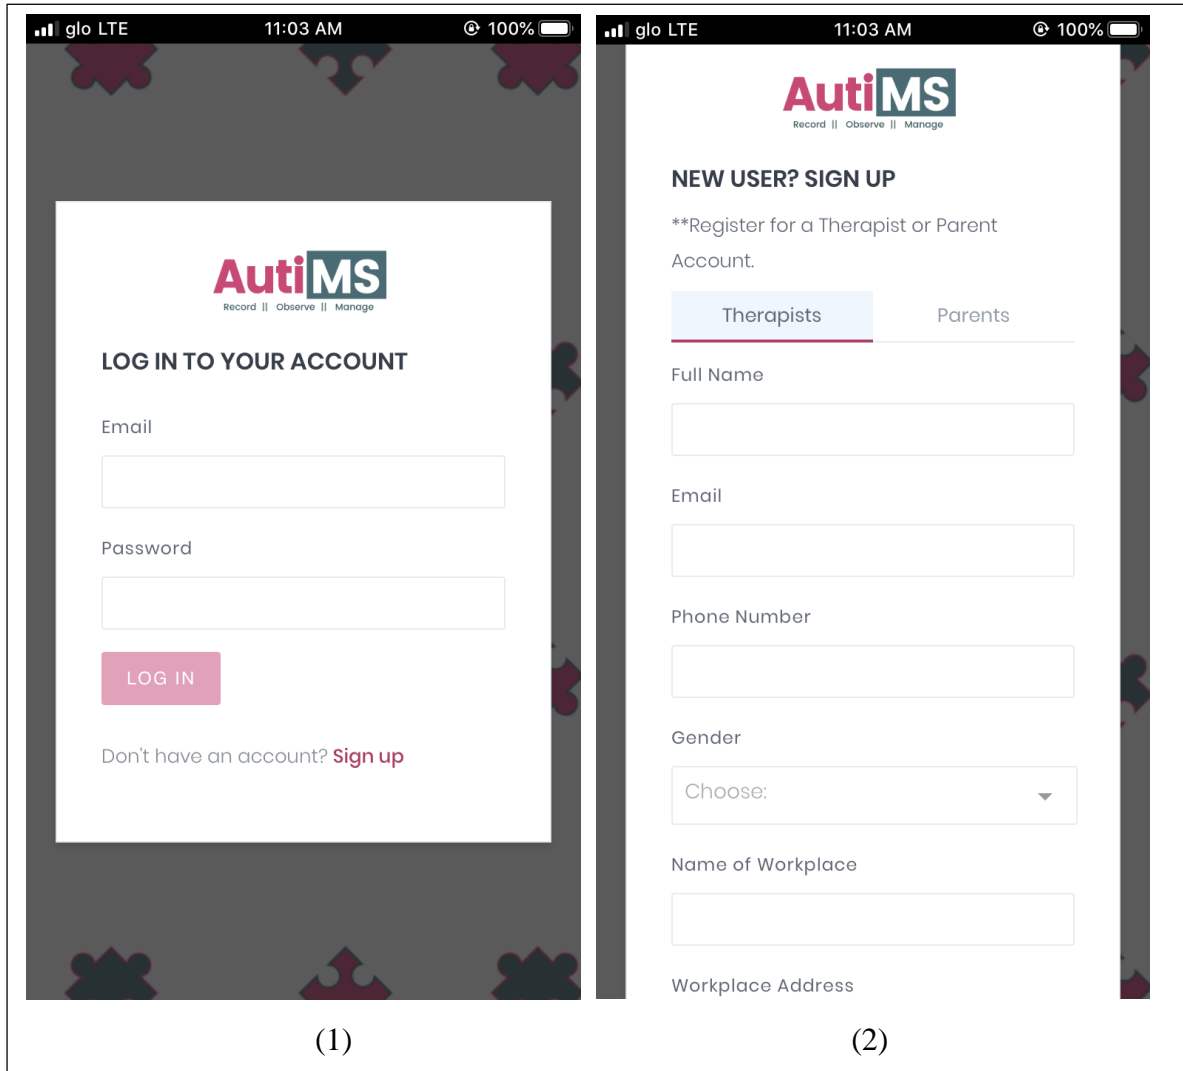 glo LTE 11:03 AM 100%
AutiMS
Record || Observe || Manage
LOG IN TO YOUR ACCOUNT
Email
Password
LOG IN
Don't have an account? Sign up
(1)
glo LTE 11:03 AM 100%
AutiMS
Record || Observe || Manage
NEW USER? SIGN UP
**Register for a Therapist or Parent
Account.
Therapists Parents
Full Name
Email
Phone Number
Gender
Choose:
Name of Workplace
Workplace Address
(2)